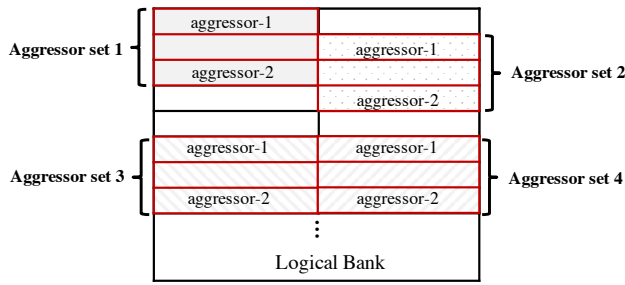 aggressor-1
Aggressor set 1
aggressor-1
aggressor-2
Aggressor set 2
aggressor-2
aggressor-1
aggressor-1
Aggressor set 3
Aggressor set 4
aggressor-2
aggressor-2
⋮
Logical Bank